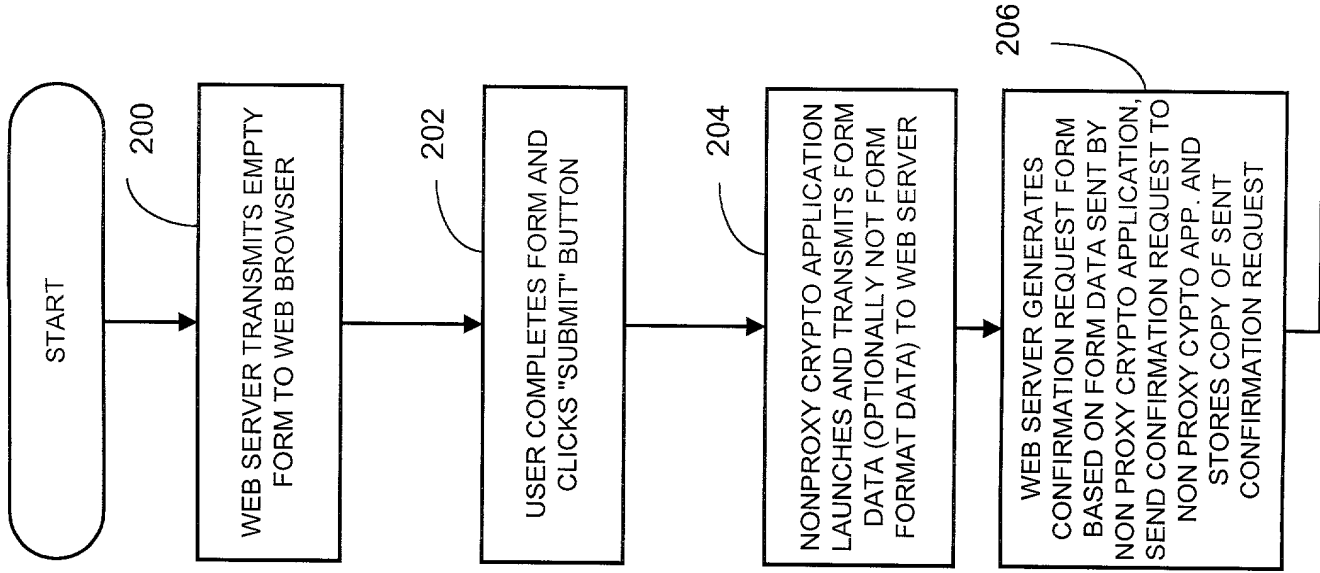 START
200
WEB SERVER TRANSMITS EMPTY
FORM TO WEB BROWSER
202
USER COMPLETES FORM AND
CLICKS "SUBMIT" BUTTON
204
NONPROXY CRYPTO APPLICATION
LAUNCHES AND TRANSMITS FORM
DATA (OPTIONALLY NOT FORM
FORMAT DATA) TO WEB SERVER
206
WEB SERVER GENERATES
CONFIRMATION REQUEST FORM
BASED ON FORM DATA SENT BY
NON PROXY CRYPTO APPLICATION,
SEND CONFIRMATION REQUEST TO
NON PROXY CYPTO APP. AND
STORES COPY OF SENT
CONFIRMATION REQUEST